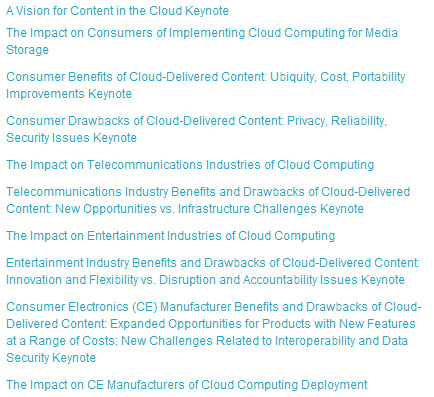 A Vision for Content in the Cloud Keynote
The Impact on Consumers of Implementing Cloud Computing for Media
Storage
Consumer Benefits of Cloud-Delivered Content: Ubiquity, Cost, Portability
Improvements Keynote
Consumer Drawbacks of Cloud-Delivered Content: Privacy, Reliability,
Security Issues Keynote
The Impact on Telecommunications Industries of Cloud Computing
Telecommunications Industry Benefits and Drawbacks of Cloud-Delivered
Content: New Opportunities vs. Infrastructure Challenges Keynote
The Impact on Entertainment Industries of Cloud Computing
Entertainment Industry Benefits and Drawbacks of Cloud-Delivered Content:
Innovation and Flexibility vs. Disruption and Accountability Issues Keynote
Consumer Electronics (CE) Manufacturer Benefits and Drawbacks of Cloud-
Delivered Content: Expanded Opportunities for Products with New Features
at a Range of Costs; New Challenges Related to Interoperability and Data
Security Keynote
The Impact on CE Manufacturers of Cloud Computing Deployment